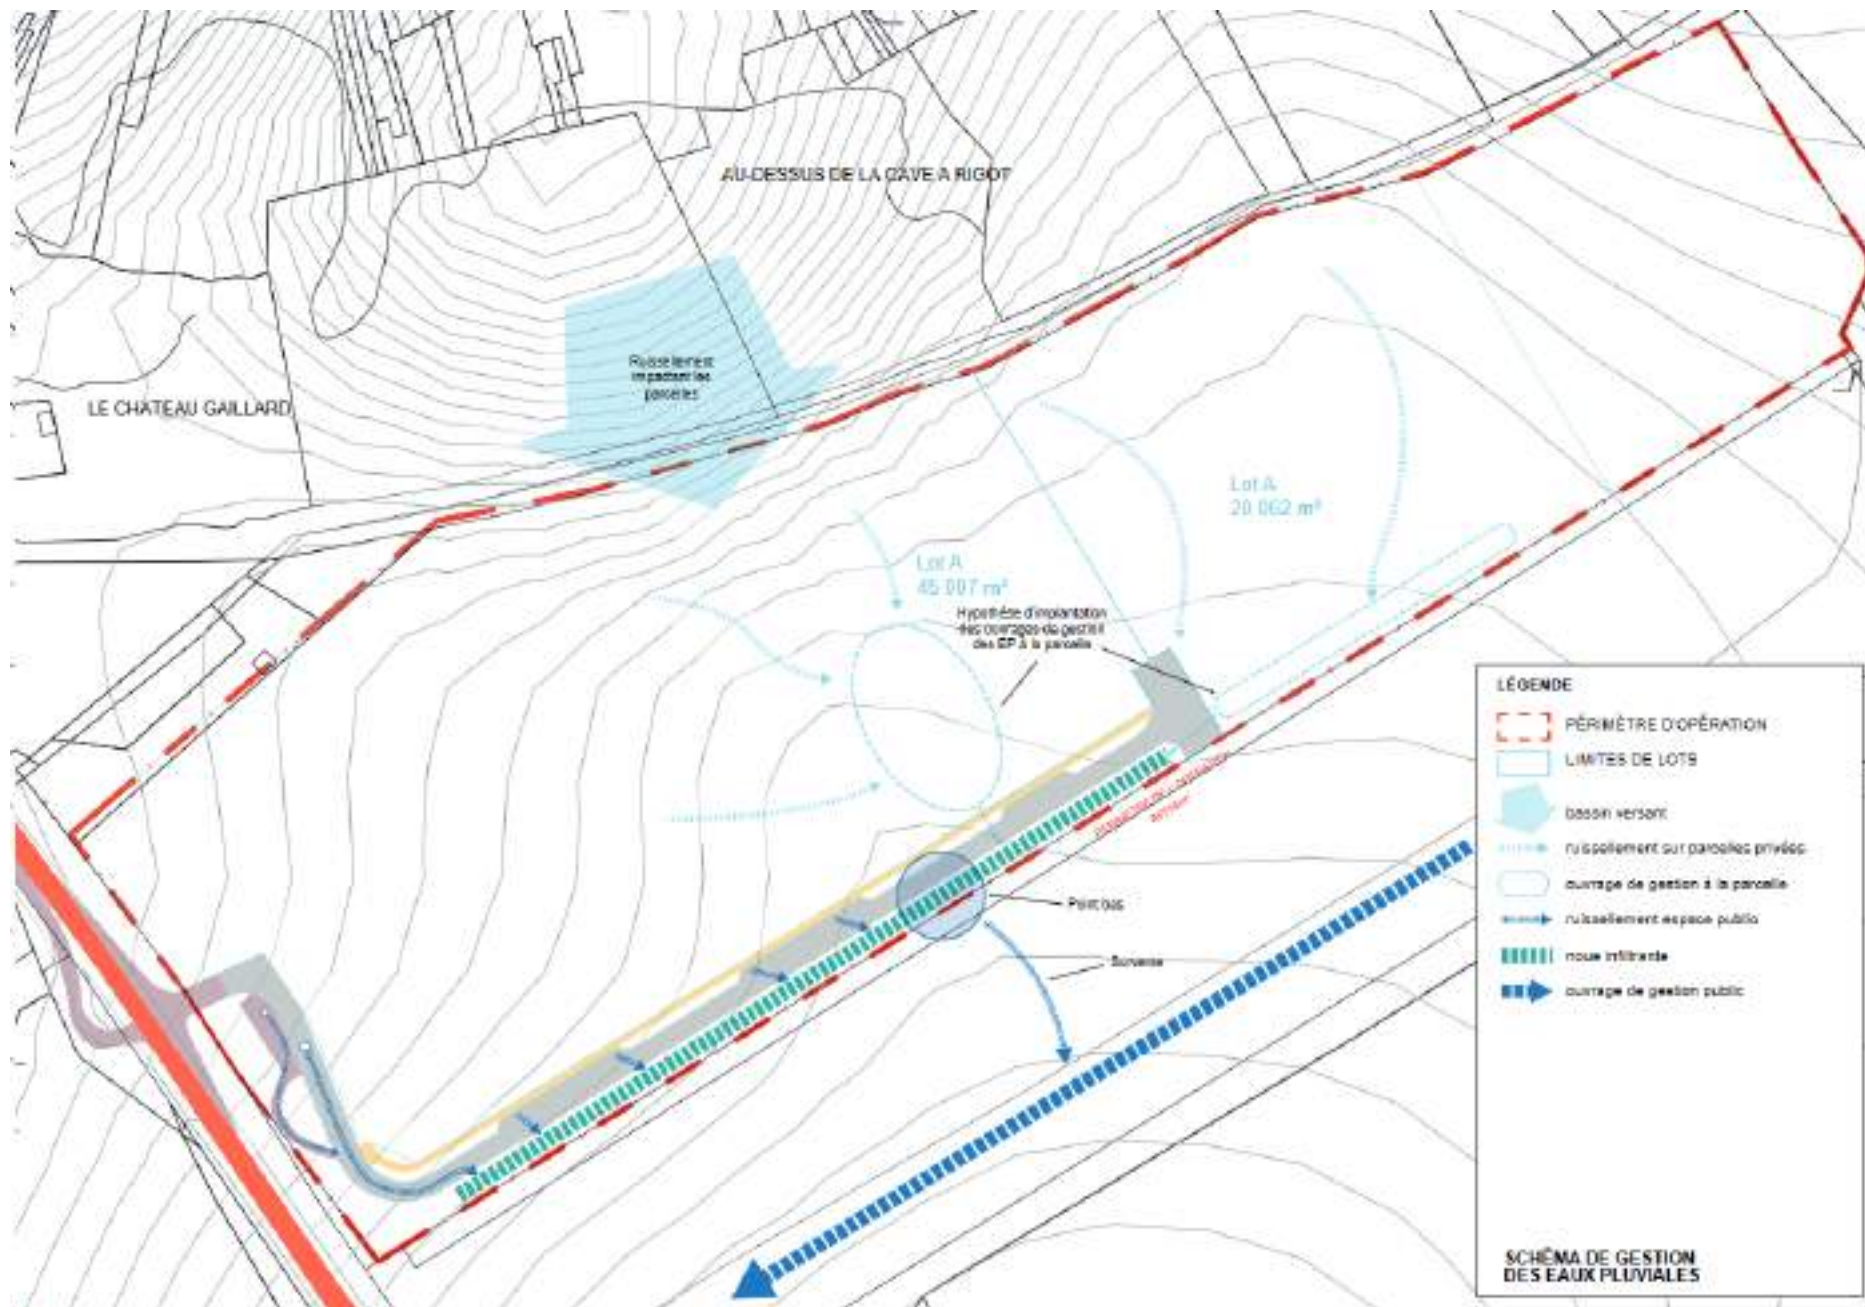 AU-DESSUS DE LA CAVE A RIGOT
Ruissellement
impactant les
parcelles
LE CHATEAU GAILLARD
Lot A
20 062 m²
Lot A
45 997 m²
Hypothèse d'implantation
des ouvrages de gestion
des EP à la parcelle
Point bas
Surverse
LÉGENDE
PÉRIMÈTRE D'OPÉRATION
LIMITES DE LOTS
bassin versant
ruissellement sur parcelles privées
ouvrage de gestion à la parcelle
ruissellement espace public
noue infiltrante
ouvrage de gestion public
SCHÉMA DE GESTION
DES EAUX PLUVIALES